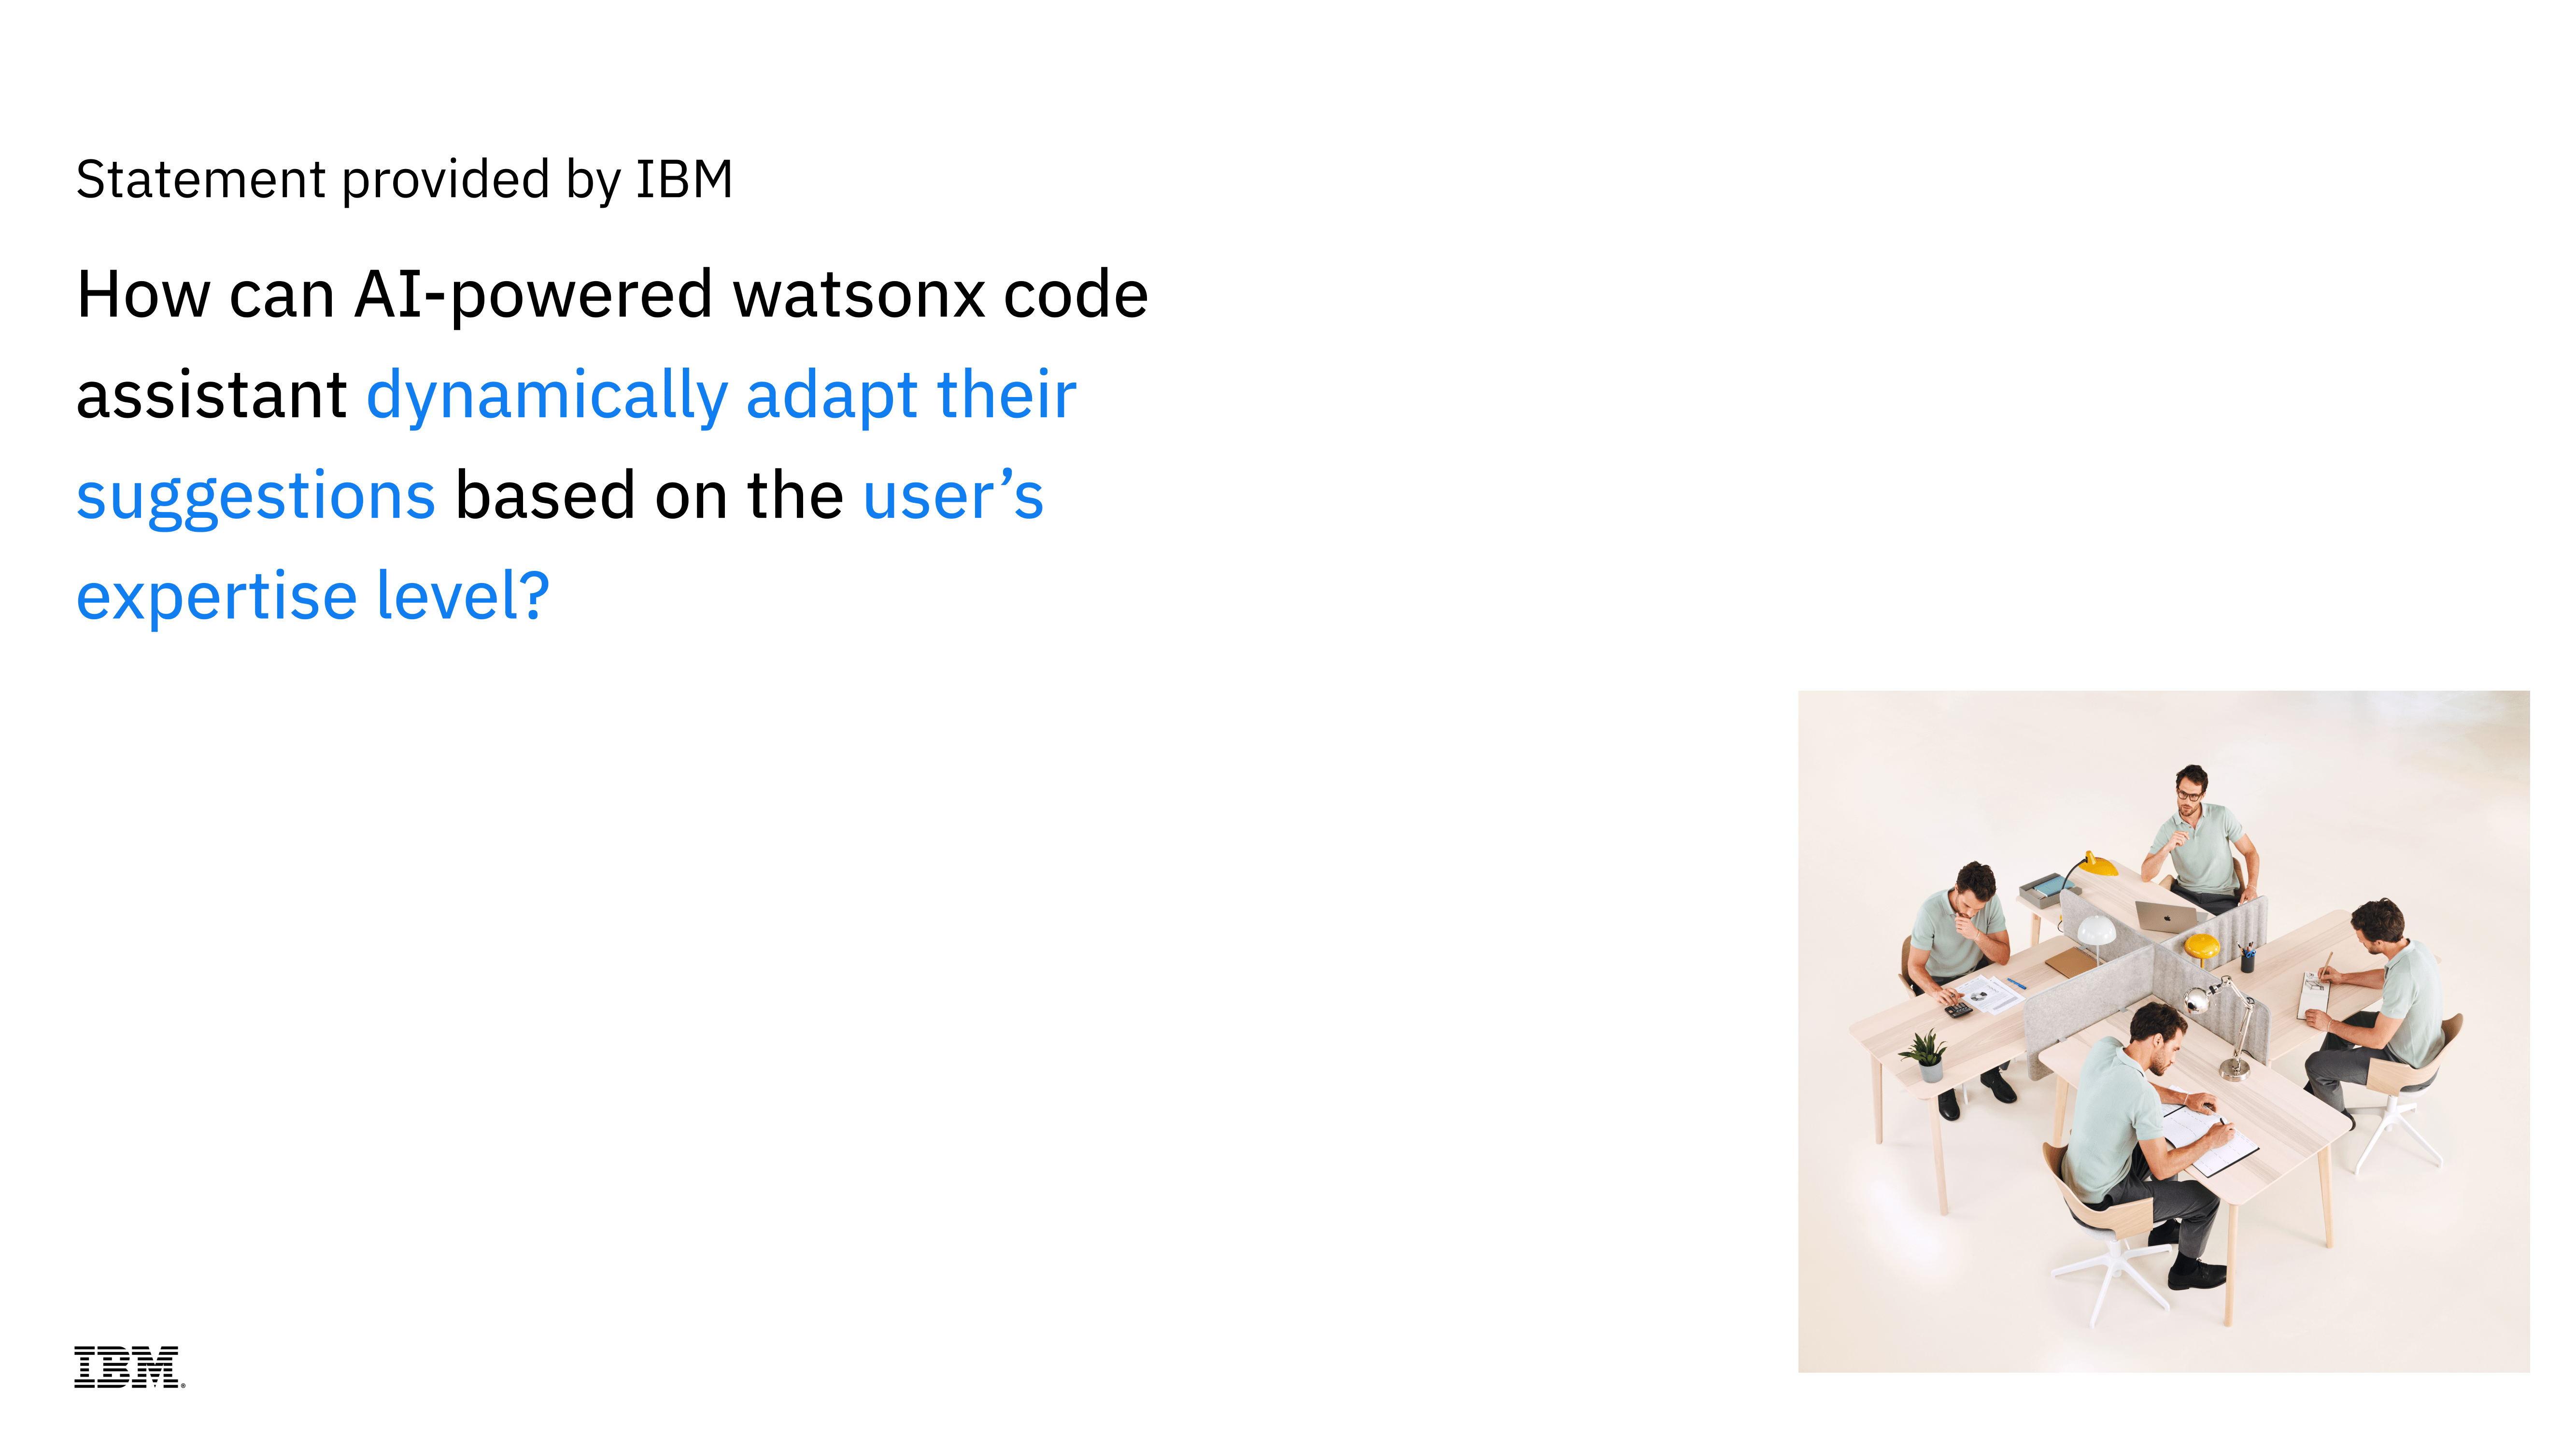 Statement provided by IBM
How can AI-powered watsonx code
assistant dynamically adapt their
suggestions based on the user’s
expertise level?
IBM®